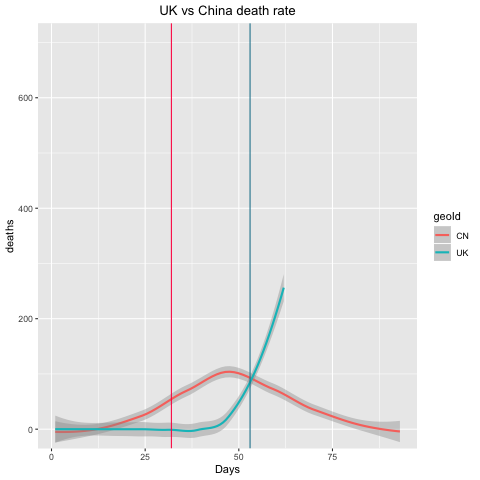 UK vs China death rate
600
400
200
0
deaths
0 25 50 75
Days
geoId
CN
UK